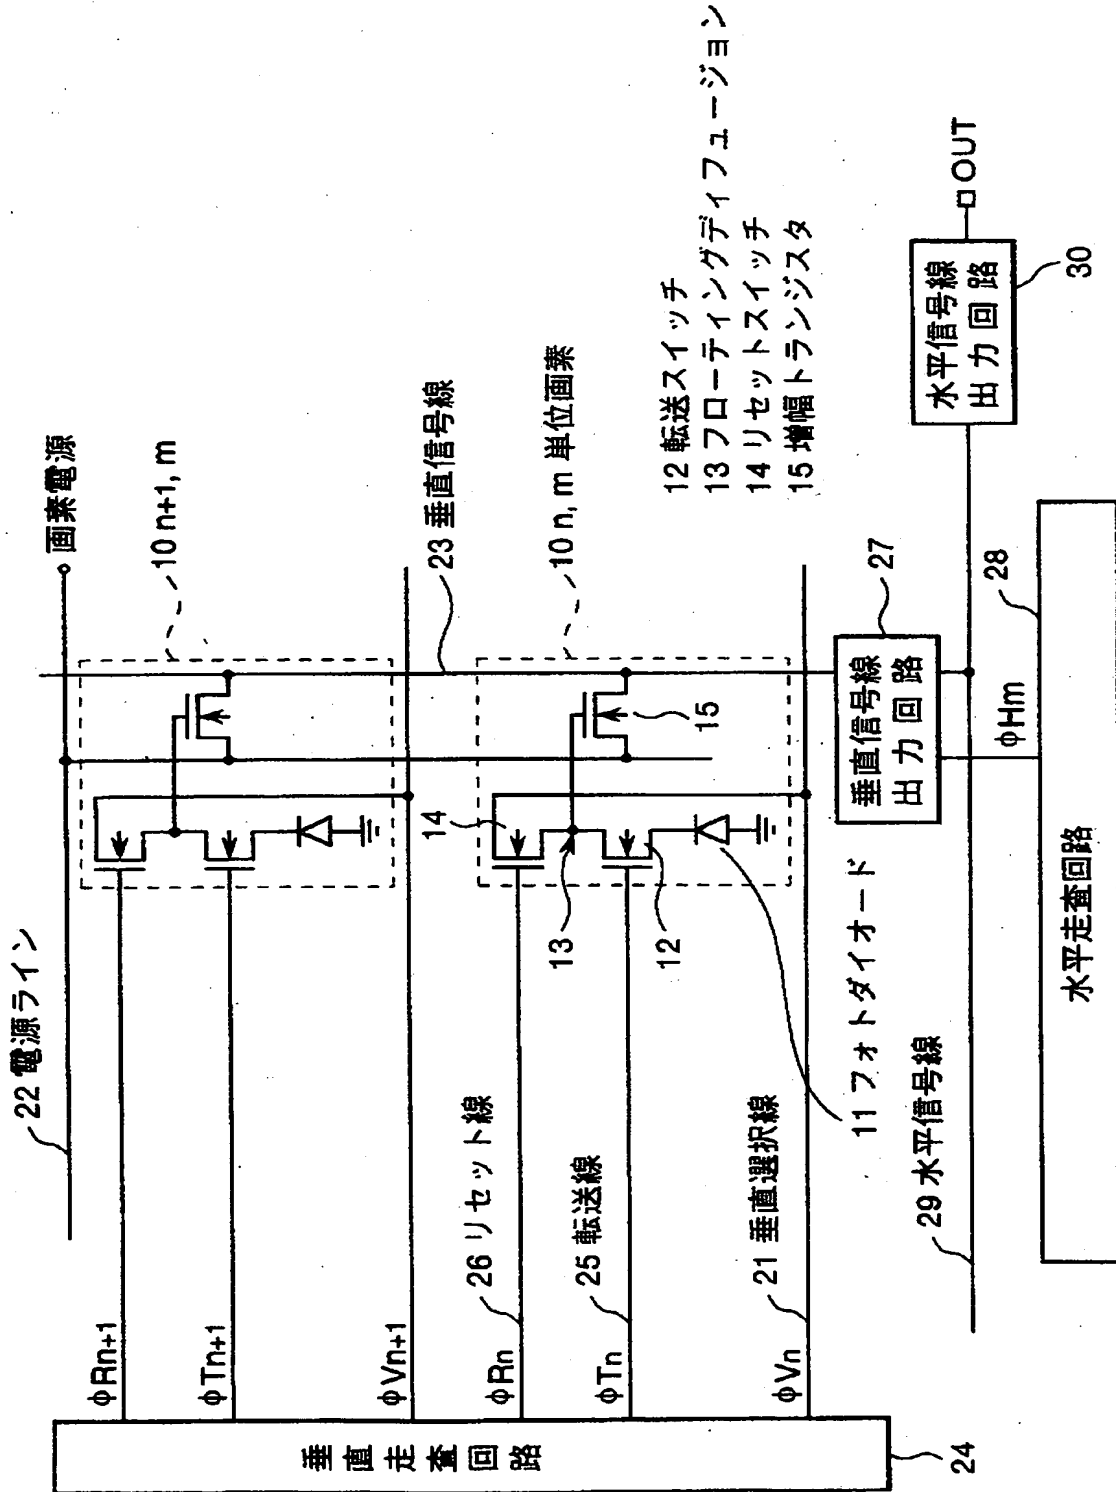 22 電源ライン
画素電源
10 n+1, m
23 垂直信号線
10 n, m 単位画素
12 転送スイッチ
13 フローティングディフュージョン
14 リセットスイッチ
15 増幅トランジスタ
φRn+1
φTn+1
φVn+1
26 リセット線
φRn
25 転送線
φTn
21 垂直選択線
φVn
14
13
12
15
11 フォトダイオード
垂直走査回路
24
27
垂直信号線
出力回路
φHm
28
29 水平信号線
水平信号線
出力回路
30
OUT
水平走査回路